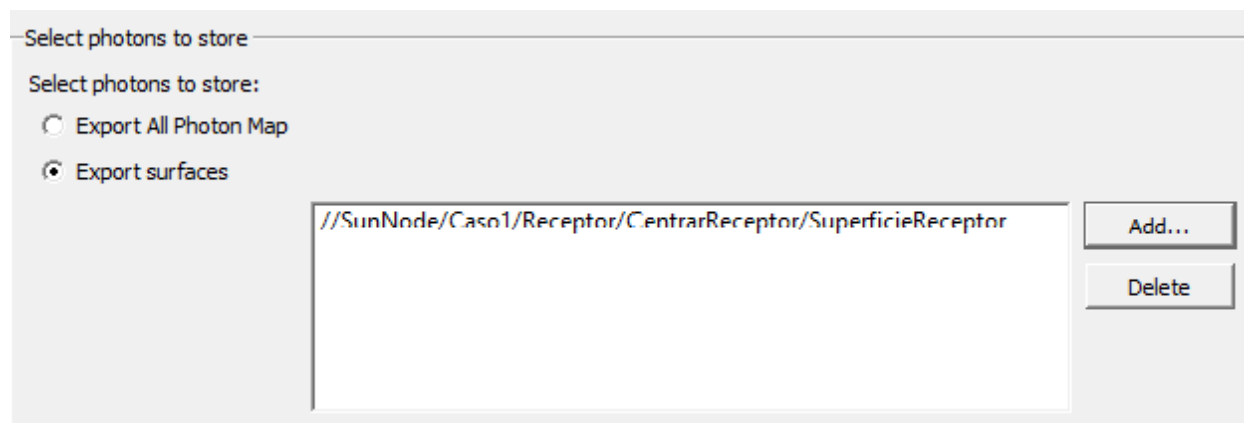 Select photons to store
Select photons to store:
Export All Photon Map
Export surfaces
//SunNode/Caso1/Receptor/CentrarReceptor/SuperficieReceptor
Add...
Delete